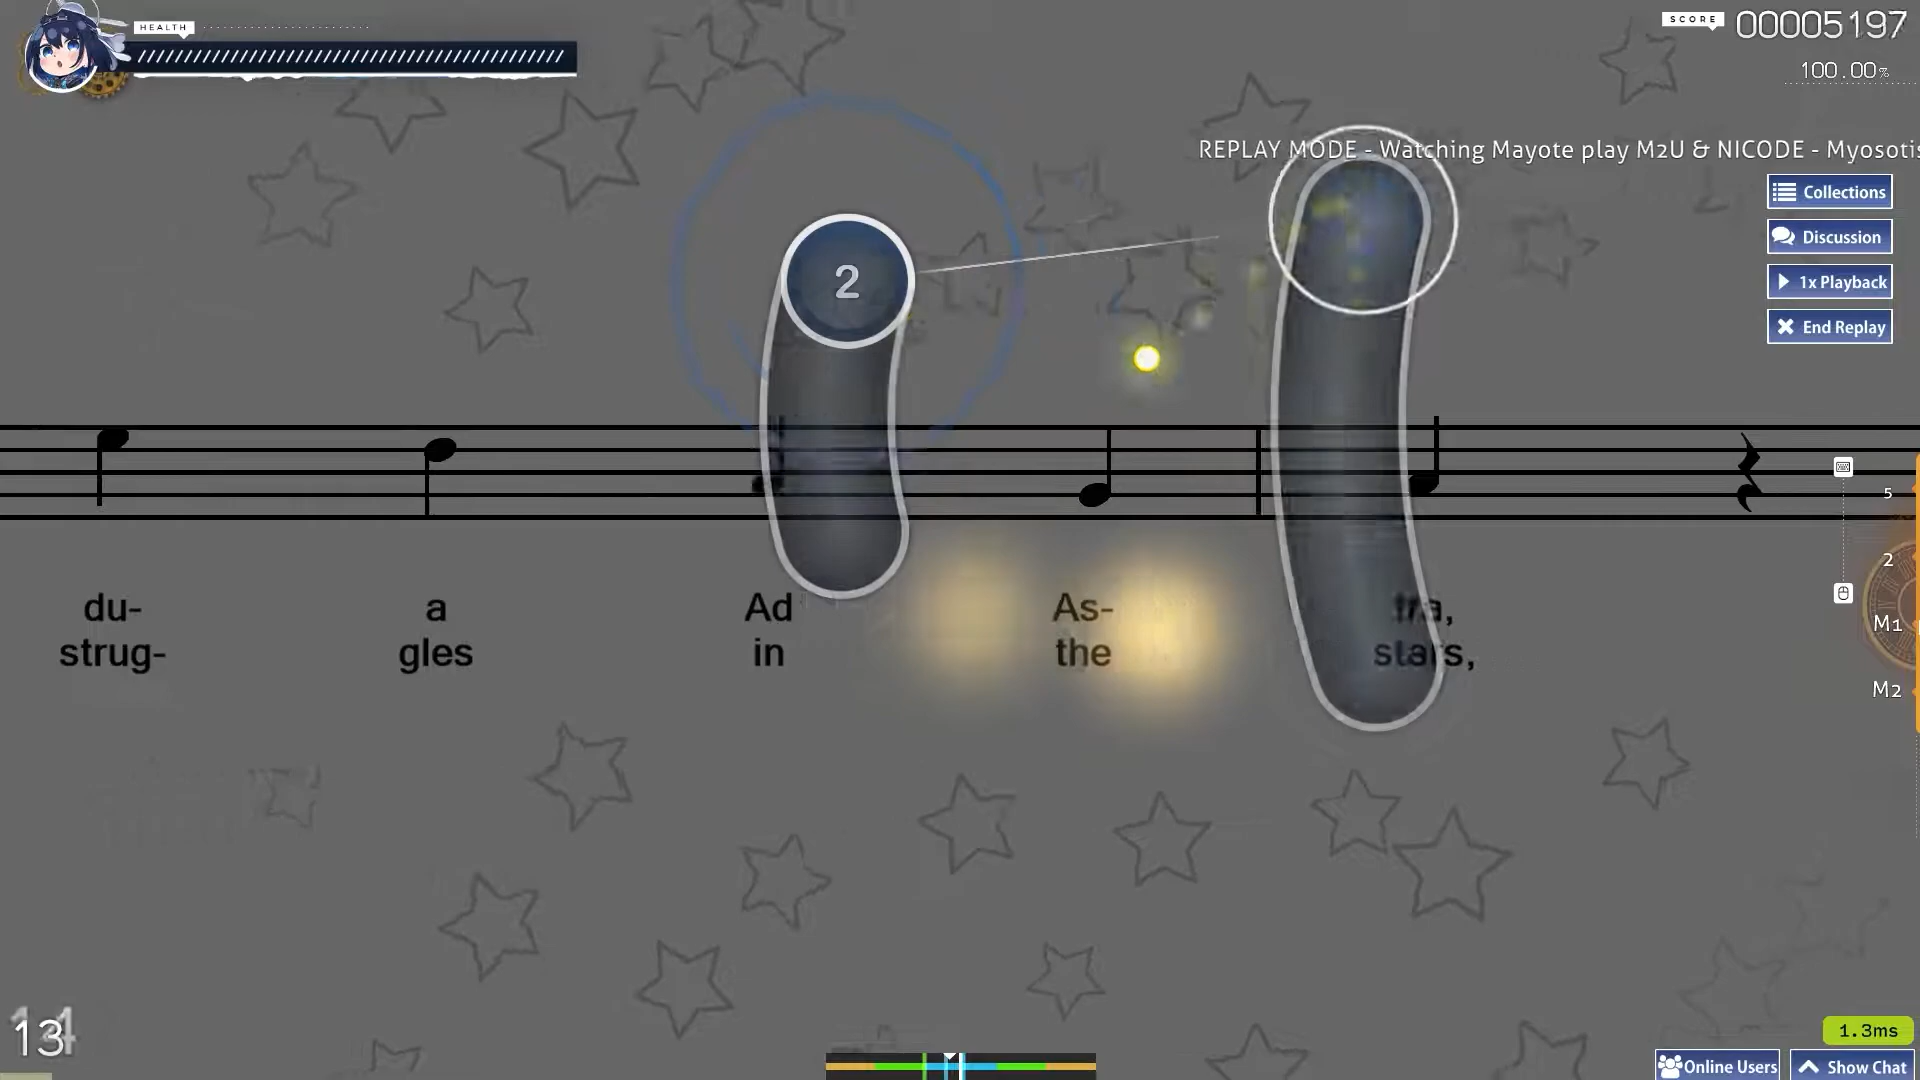 HEALTH
SCORE 00005197
100.00%
REPLAY MODE - Watching Mayote play M2U & NICODE - Myosotis
Collections
Discussion
1x Playback
End Replay
2
5
2
M1
M2
du- a Ad As- tra,
strug- gles in the stars,
13
1.3ms
Online Users
Show Chat